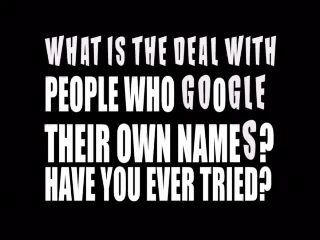 WHAT IS THE DEAL WITH
PEOPLE WHO GOOGLE
THEIR OWN NAMES?
HAVE YOU EVER TRIED?